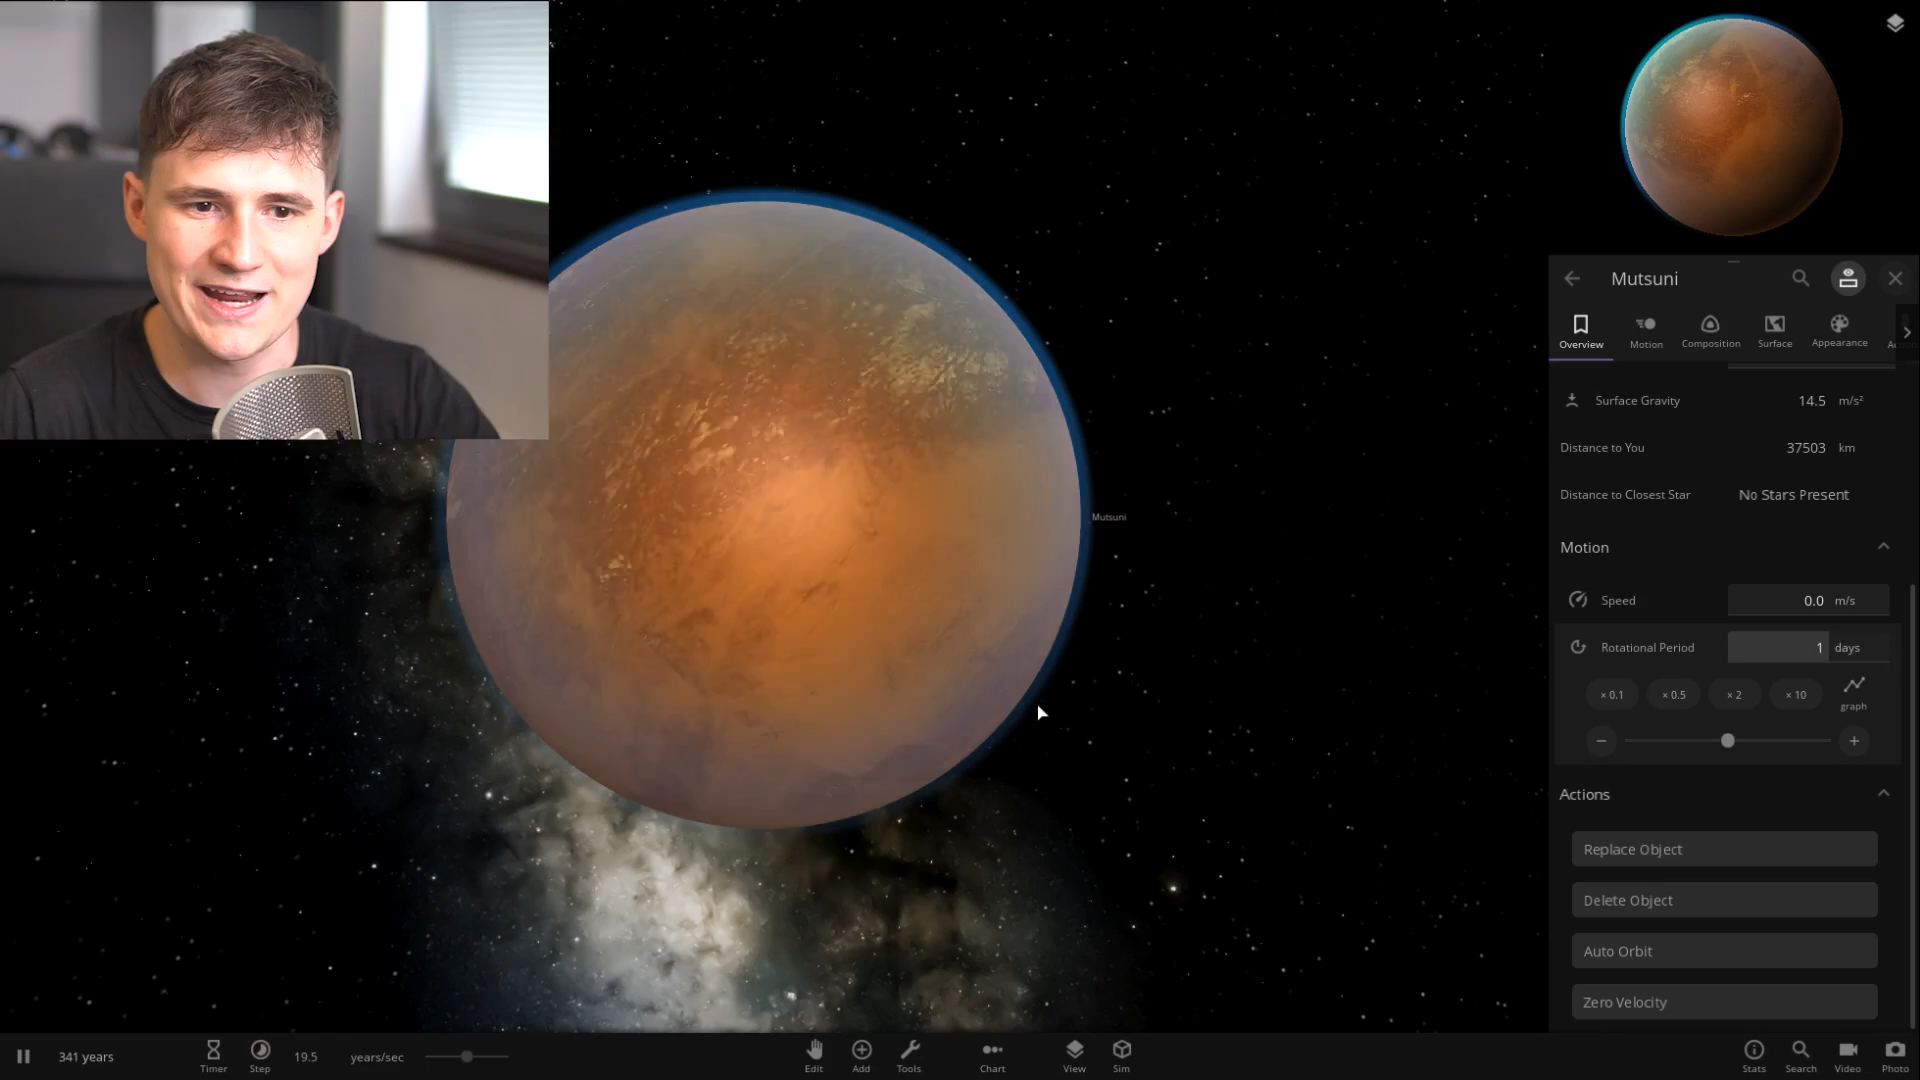 Mutsuni
Overview
Motion
Composition
Surface
Appearance
Surface Gravity 14.5 m/s²
Distance to You 37503 km
Distance to Closest Star No Stars Present
Mutsuni
Motion
Speed 0.0 m/s
Rotational Period 1 days
× 0.1 × 0.5 × 2 × 10
graph
Actions
Replace Object
Delete Object
Auto Orbit
Zero Velocity
341 years
Timer
Step
19.5 years/sec
Edit
Add
Tools
Chart
View
Sim
Stats
Search
Video
Photo